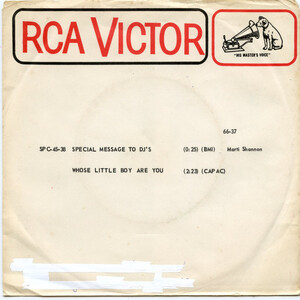 RCA VICTOR
"HIS MASTER'S VOICE"
66-37
SPG-45-38 SPECIAL MESSAGE TO DJ'S (0:25) (BMI) Marti Shannon
WHOSE LITTLE BOY ARE YOU (2:23) (CAPAC)